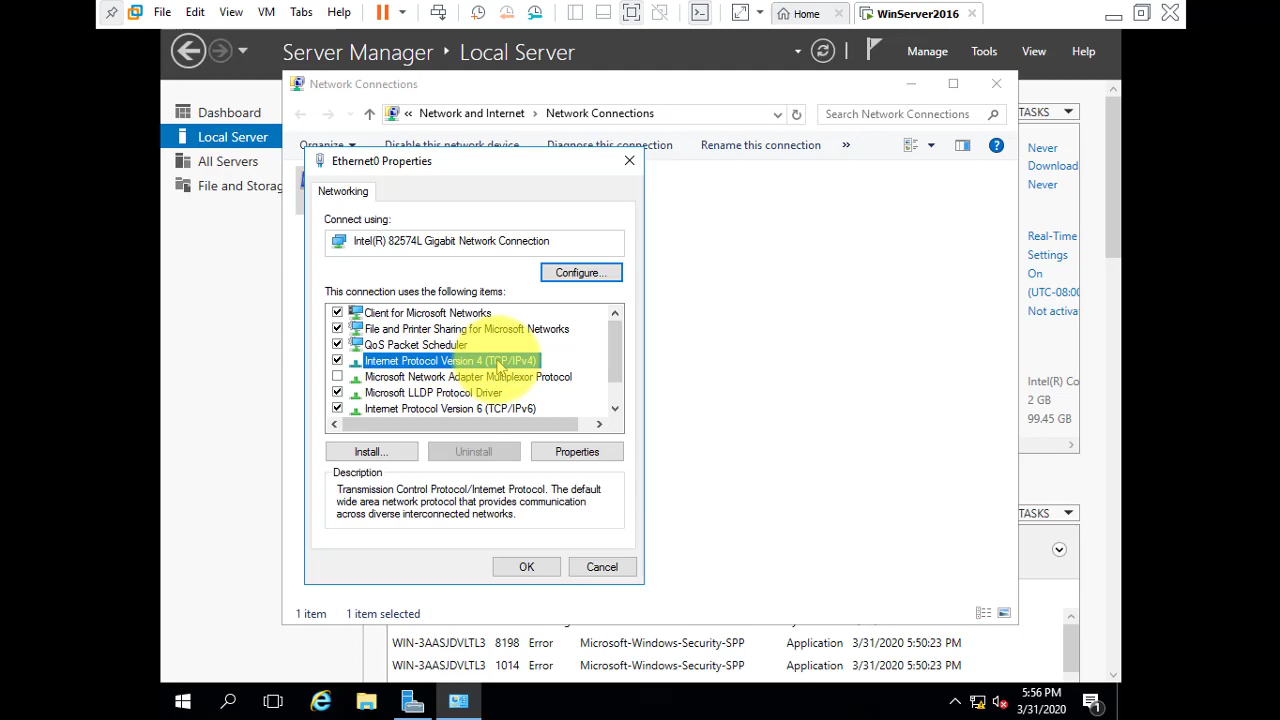 File Edit View VM Tabs Help
Home
WinServer2016
Server Manager Local Server
Manage Tools View Help
Network Connections
Dashboard
Local Server
All Servers
File and Storag
« Network and Internet › Network Connections
Search Network Connections
Organize
Disable this network device
Diagnose this connection
Rename this connection
»
Ethernet0 Properties
Networking
Connect using:
Intel(R) 82574L Gigabit Network Connection
Configure...
This connection uses the following items:
Client for Microsoft Networks
File and Printer Sharing for Microsoft Networks
QoS Packet Scheduler
Internet Protocol Version 4 (TCP/IPv4)
Microsoft Network Adapter Multiplexor Protocol
Microsoft LLDP Protocol Driver
Internet Protocol Version 6 (TCP/IPv6)
Install...
Uninstall
Properties
Description
Transmission Control Protocol/Internet Protocol. The default
wide area network protocol that provides communication
across diverse interconnected networks.
OK
Cancel
1 item
1 item selected
TASKS
Never
Download
Never
Real-Time
Settings
On
(UTC-08:00
Not activa
Intel(R) Co
2 GB
99.45 GB
TASKS
WIN-3AASJDVLTL3 8198 Error Microsoft-Windows-Security-SPP Application 3/31/2020 5:50:23 PM
WIN-3AASJDVLTL3 1014 Error Microsoft-Windows-Security-SPP Application 3/31/2020 5:50:23 PM
5:56 PM
3/31/2020
1